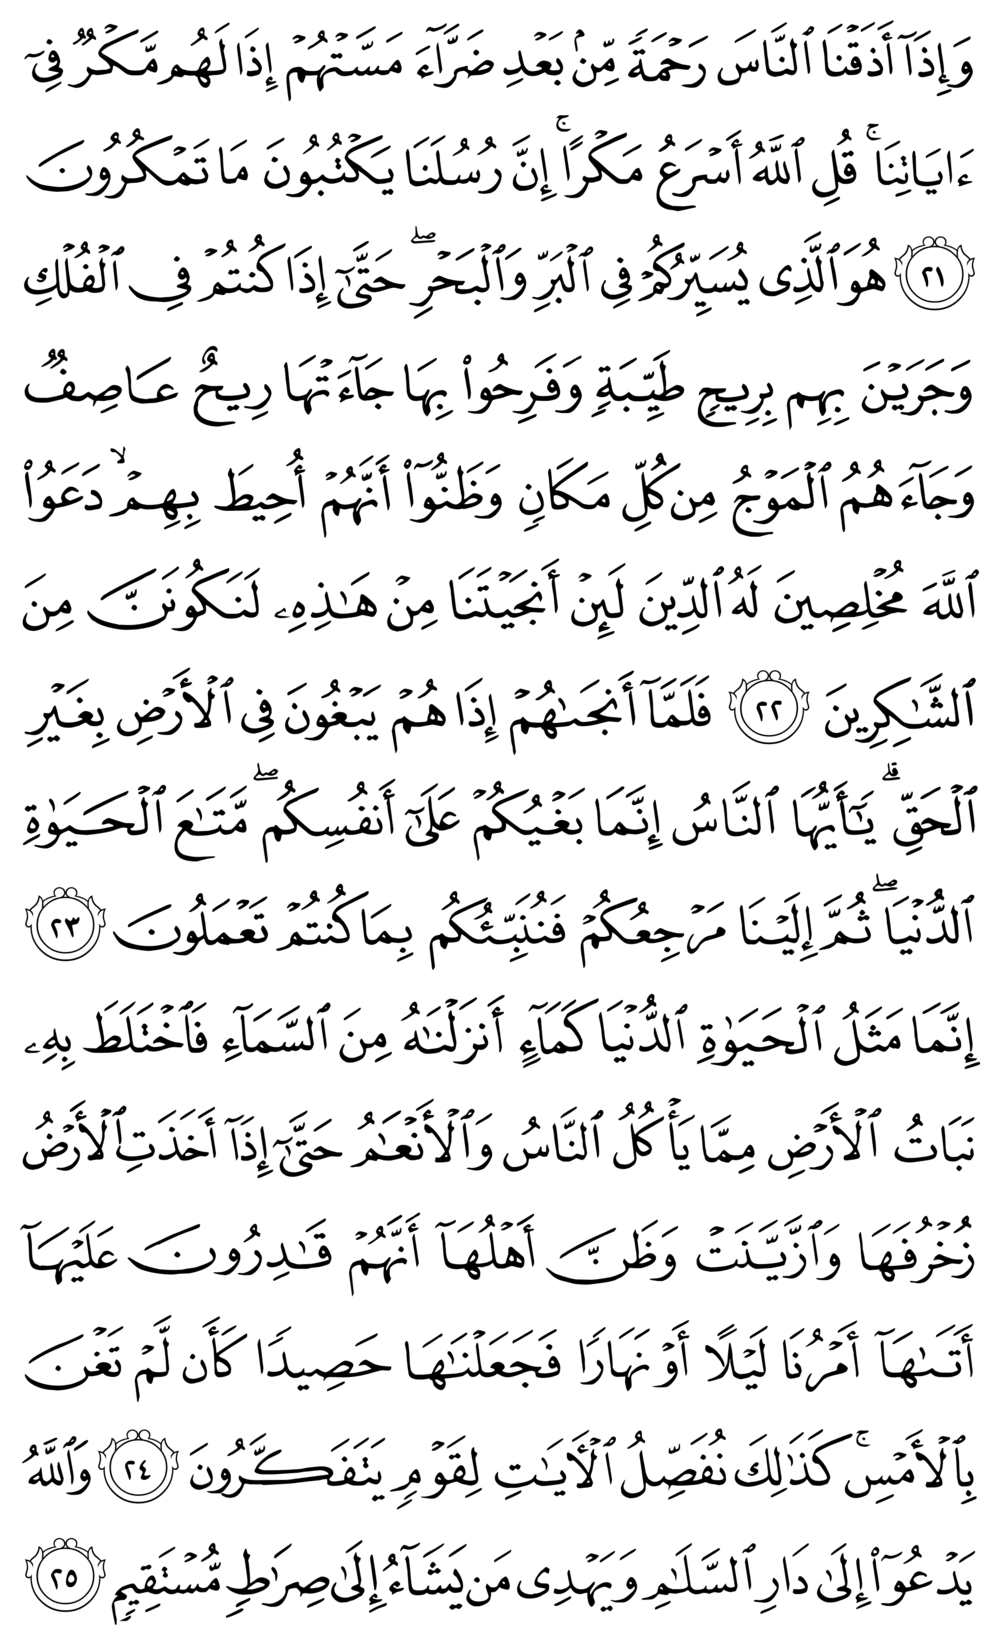 وَإِذَآ أَذَقۡنَا ٱلنَّاسَ رَحۡمَةٗ مِّنۢ بَعۡدِ ضَرَّآءَ مَسَّتۡهُمۡ إِذَا لَهُم مَّكۡرٞ فِيٓ
ءَايَاتِنَاۚ قُلِ ٱللَّهُ أَسۡرَعُ مَكۡرًاۚ إِنَّ رُسُلَنَا يَكۡتُبُونَ مَا تَمۡكُرُونَ
٢١ هُوَ ٱلَّذِي يُسَيِّرُكُمۡ فِي ٱلۡبَرِّ وَٱلۡبَحۡرِۖ حَتَّىٰٓ إِذَا كُنتُمۡ فِي ٱلۡفُلۡكِ
وَجَرَيۡنَ بِهِم بِرِيحٖ طَيِّبَةٖ وَفَرِحُواْ بِهَا جَآءَتۡهَا رِيحٌ عَاصِفٞ
وَجَآءَهُمُ ٱلۡمَوۡجُ مِن كُلِّ مَكَانٖ وَظَنُّوٓاْ أَنَّهُمۡ أُحِيطَ بِهِمۡۙ دَعَوُاْ
ٱللَّهَ مُخۡلِصِينَ لَهُ ٱلدِّينَ لَئِنۡ أَنجَيۡتَنَا مِنۡ هَٰذِهِۦ لَنَكُونَنَّ مِنَ
ٱلشَّٰكِرِينَ ٢٢ فَلَمَّآ أَنجَىٰهُمۡ إِذَا هُمۡ يَبۡغُونَ فِي ٱلۡأَرۡضِ بِغَيۡرِ
ٱلۡحَقِّۗ يَٰٓأَيُّهَا ٱلنَّاسُ إِنَّمَا بَغۡيُكُمۡ عَلَىٰٓ أَنفُسِكُمۖ مَّتَٰعَ ٱلۡحَيَوٰةِ
ٱلدُّنۡيَاۖ ثُمَّ إِلَيۡنَا مَرۡجِعُكُمۡ فَنُنَبِّئُكُم بِمَا كُنتُمۡ تَعۡمَلُونَ ٢٣
إِنَّمَا مَثَلُ ٱلۡحَيَوٰةِ ٱلدُّنۡيَا كَمَآءٍ أَنزَلۡنَٰهُ مِنَ ٱلسَّمَآءِ فَٱخۡتَلَطَ بِهِۦ
نَبَاتُ ٱلۡأَرۡضِ مِمَّا يَأۡكُلُ ٱلنَّاسُ وَٱلۡأَنۡعَٰمُ حَتَّىٰٓ إِذَآ أَخَذَتِ ٱلۡأَرۡضُ
زُخۡرُفَهَا وَٱزَّيَّنَتۡ وَظَنَّ أَهۡلُهَآ أَنَّهُمۡ قَٰدِرُونَ عَلَيۡهَآ
أَتَىٰهَآ أَمۡرُنَا لَيۡلًا أَوۡ نَهَارٗا فَجَعَلۡنَٰهَا حَصِيدٗا كَأَن لَّمۡ تَغۡنَ
بِٱلۡأَمۡسِۚ كَذَٰلِكَ نُفَصِّلُ ٱلۡأٓيَٰتِ لِقَوۡمٖ يَتَفَكَّرُونَ ٢٤ وَٱللَّهُ
يَدۡعُوٓاْ إِلَىٰ دَارِ ٱلسَّلَٰمِ وَيَهۡدِي مَن يَشَآءُ إِلَىٰ صِرَٰطٖ مُّسۡتَقِيمٖ ٢٥